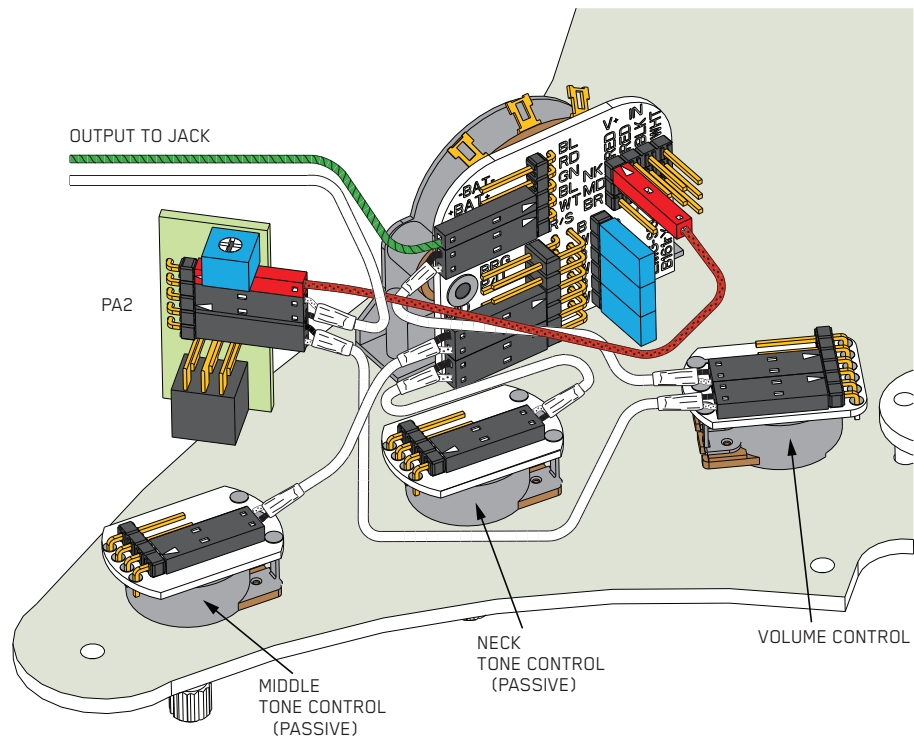 OUTPUT TO JACK
PA2
-BAT-
+BAT+
BL
RD
GN
BL
WT
NK
MD
BR
V+
RED
RED
BLK
WHT
IN
NECK
TONE CONTROL
(PASSIVE)
MIDDLE
TONE CONTROL
(PASSIVE)
VOLUME CONTROL